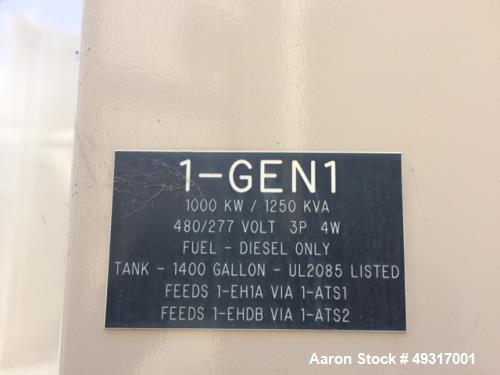 1-GEN1
1000 KW / 1250 KVA
480/277 VOLT 3P 4W
FUEL - DIESEL ONLY
TANK - 1400 GALLON - UL2085 LISTED
FEEDS 1-EH1A VIA 1-ATS1
FEEDS 1-EHDB VIA 1-ATS2
Aaron Stock # 49317001